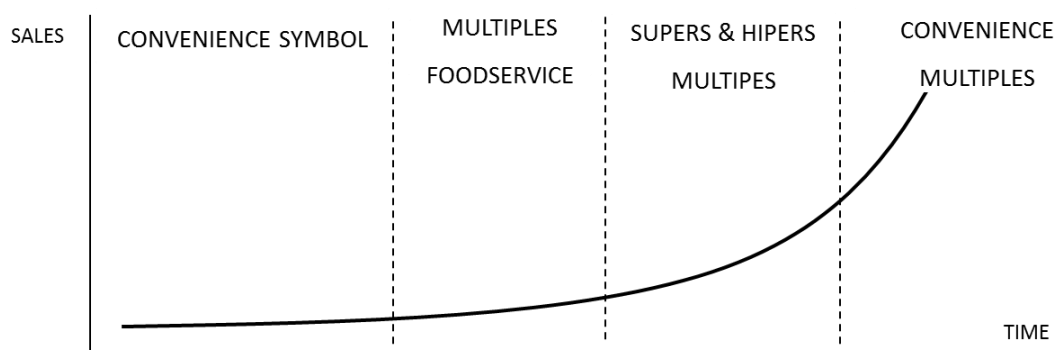 SALES
CONVENIENCE SYMBOL
MULTIPLES
FOODSERVICE
SUPERS & HIPERS
MULTIPES
CONVENIENCE
MULTIPLES
TIME